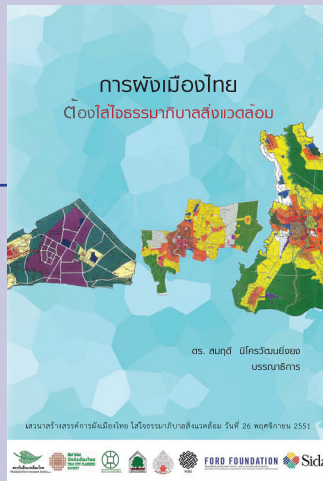 การผังเมืองไทย
ต้องใส่ใจธรรมาภิบาลสิ่งแวดล้อม
ดร. สมฤดี นิโครวัฒนยิ่งยง
บรรณาธิการ
เสวนาสร้างสรรค์การผังเมืองไทย ใส่ใจธรรมาภิบาลสิ่งแวดล้อม วันที่ 26 พฤศจิกายน 2551
FORD FOUNDATION
Sida